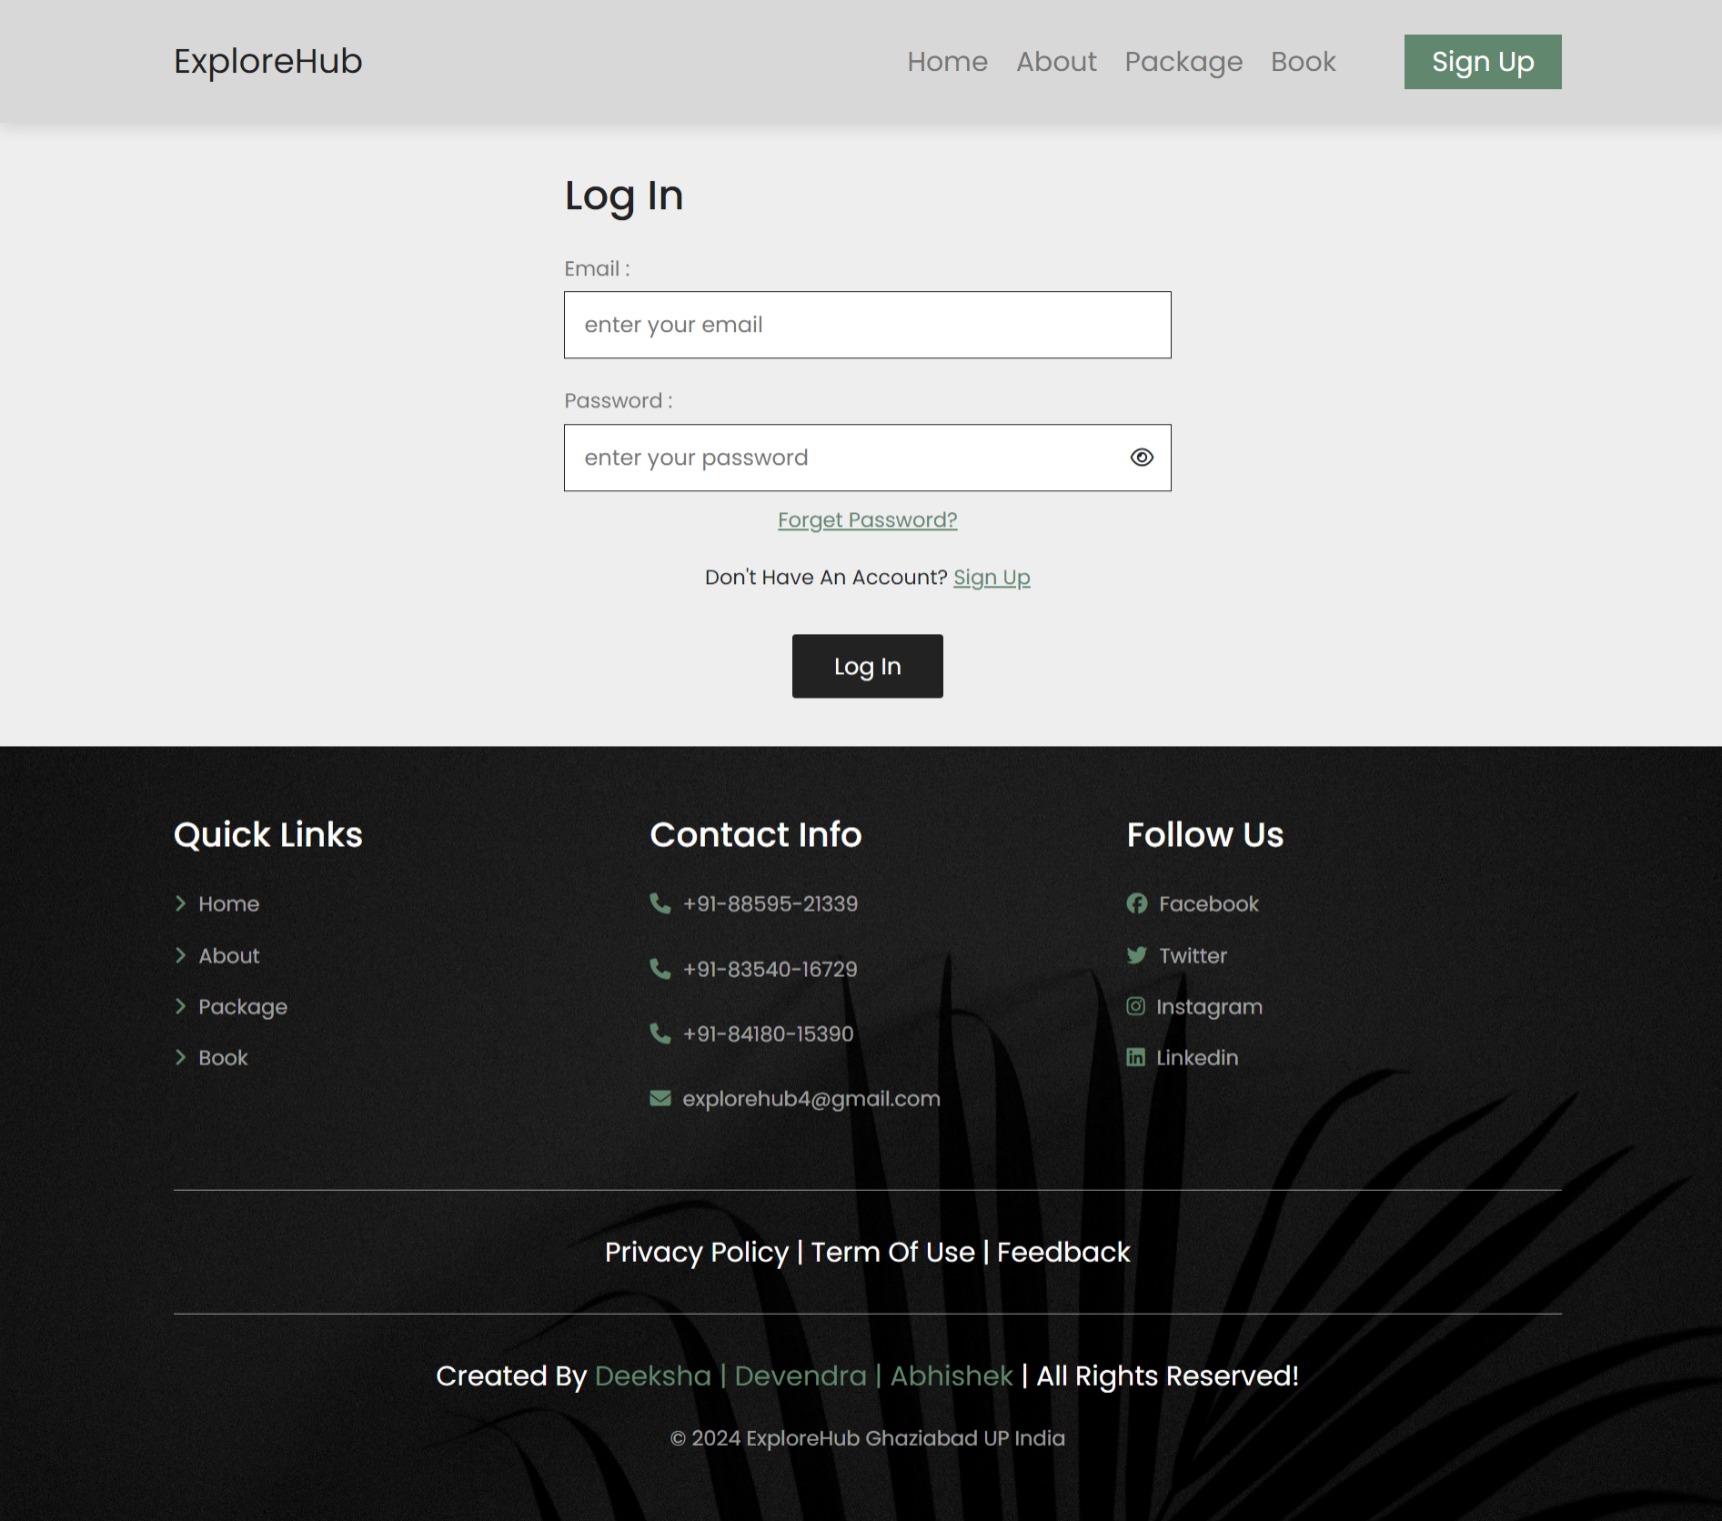 ExploreHub
Home About Package Book Sign Up
Log In
Email :
enter your email
Password :
enter your password
Forget Password?
Don't Have An Account? Sign Up
Log In
Quick Links
Home
About
Package
Book
Contact Info
+91-88595-21339
+91-83540-16729
+91-84180-15390
explorehub4@gmail.com
Follow Us
Facebook
Twitter
Instagram
Linkedin
Privacy Policy | Term Of Use | Feedback
Created By Deeksha | Devendra | Abhishek | All Rights Reserved!
© 2024 ExploreHub Ghaziabad UP India